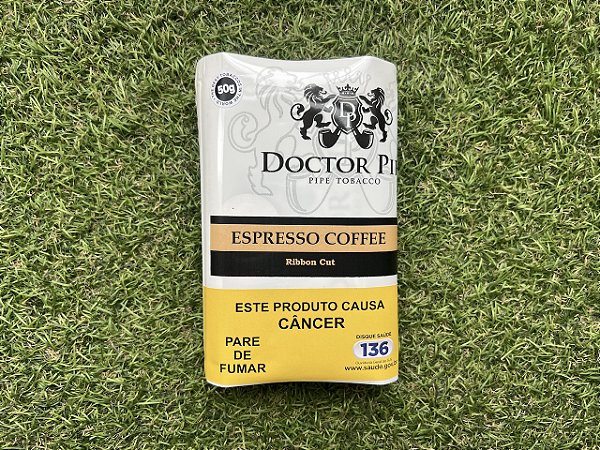 50g
DOCTOR PI
PIPE TOBACCO
ESPRESSO COFFEE
Ribbon Cut
ESTE PRODUTO CAUSA
CÂNCER
PARE
DE
FUMAR
DISQUE SAÚDE
136
www.saude.gov.b